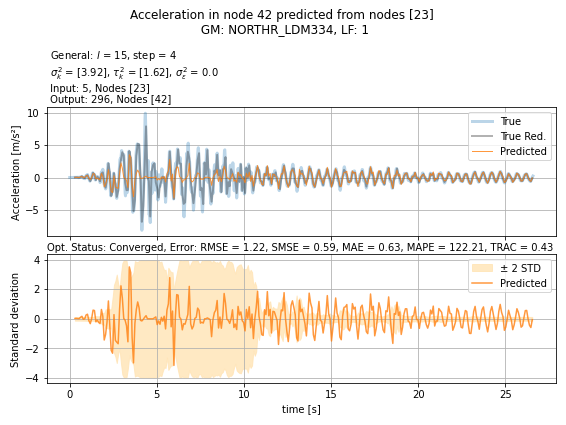 Acceleration in node 42 predicted from nodes [23]
GM: NORTHR_LDM334, LF: 1
General: l = 15, step = 4
σ²ₖ = [3.92], τ²ₖ = [1.62], σ²ε = 0.0
Input: 5, Nodes [23]
Output: 296, Nodes [42]
Acceleration [m/s²]
10
5
0
−5
True
True Red.
Predicted
Opt. Status: Converged, Error: RMSE = 1.22, SMSE = 0.59, MAE = 0.63, MAPE = 122.21, TRAC = 0.43
Standard deviation
4
2
0
−2
−4
± 2 STD
Predicted
0 5 10 15 20 25
time [s]